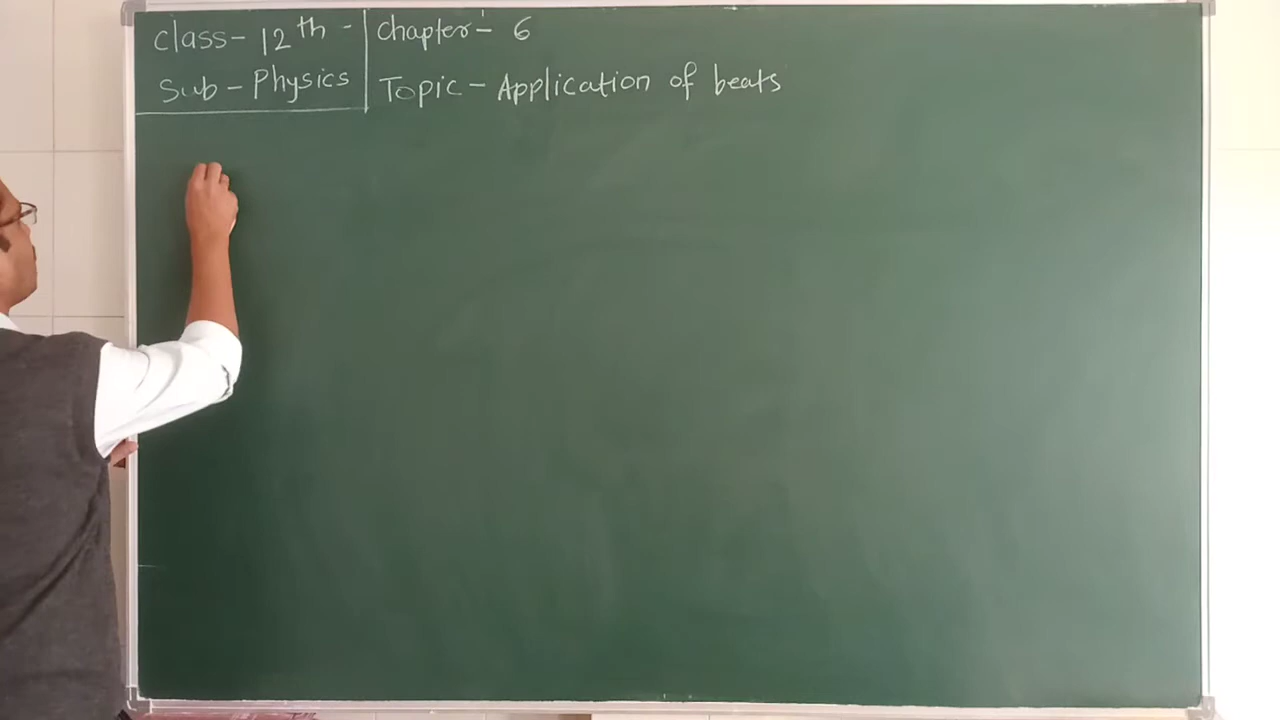 Class- 12th -
Sub - Physics
Chapter - 6
Topic - Application of beats